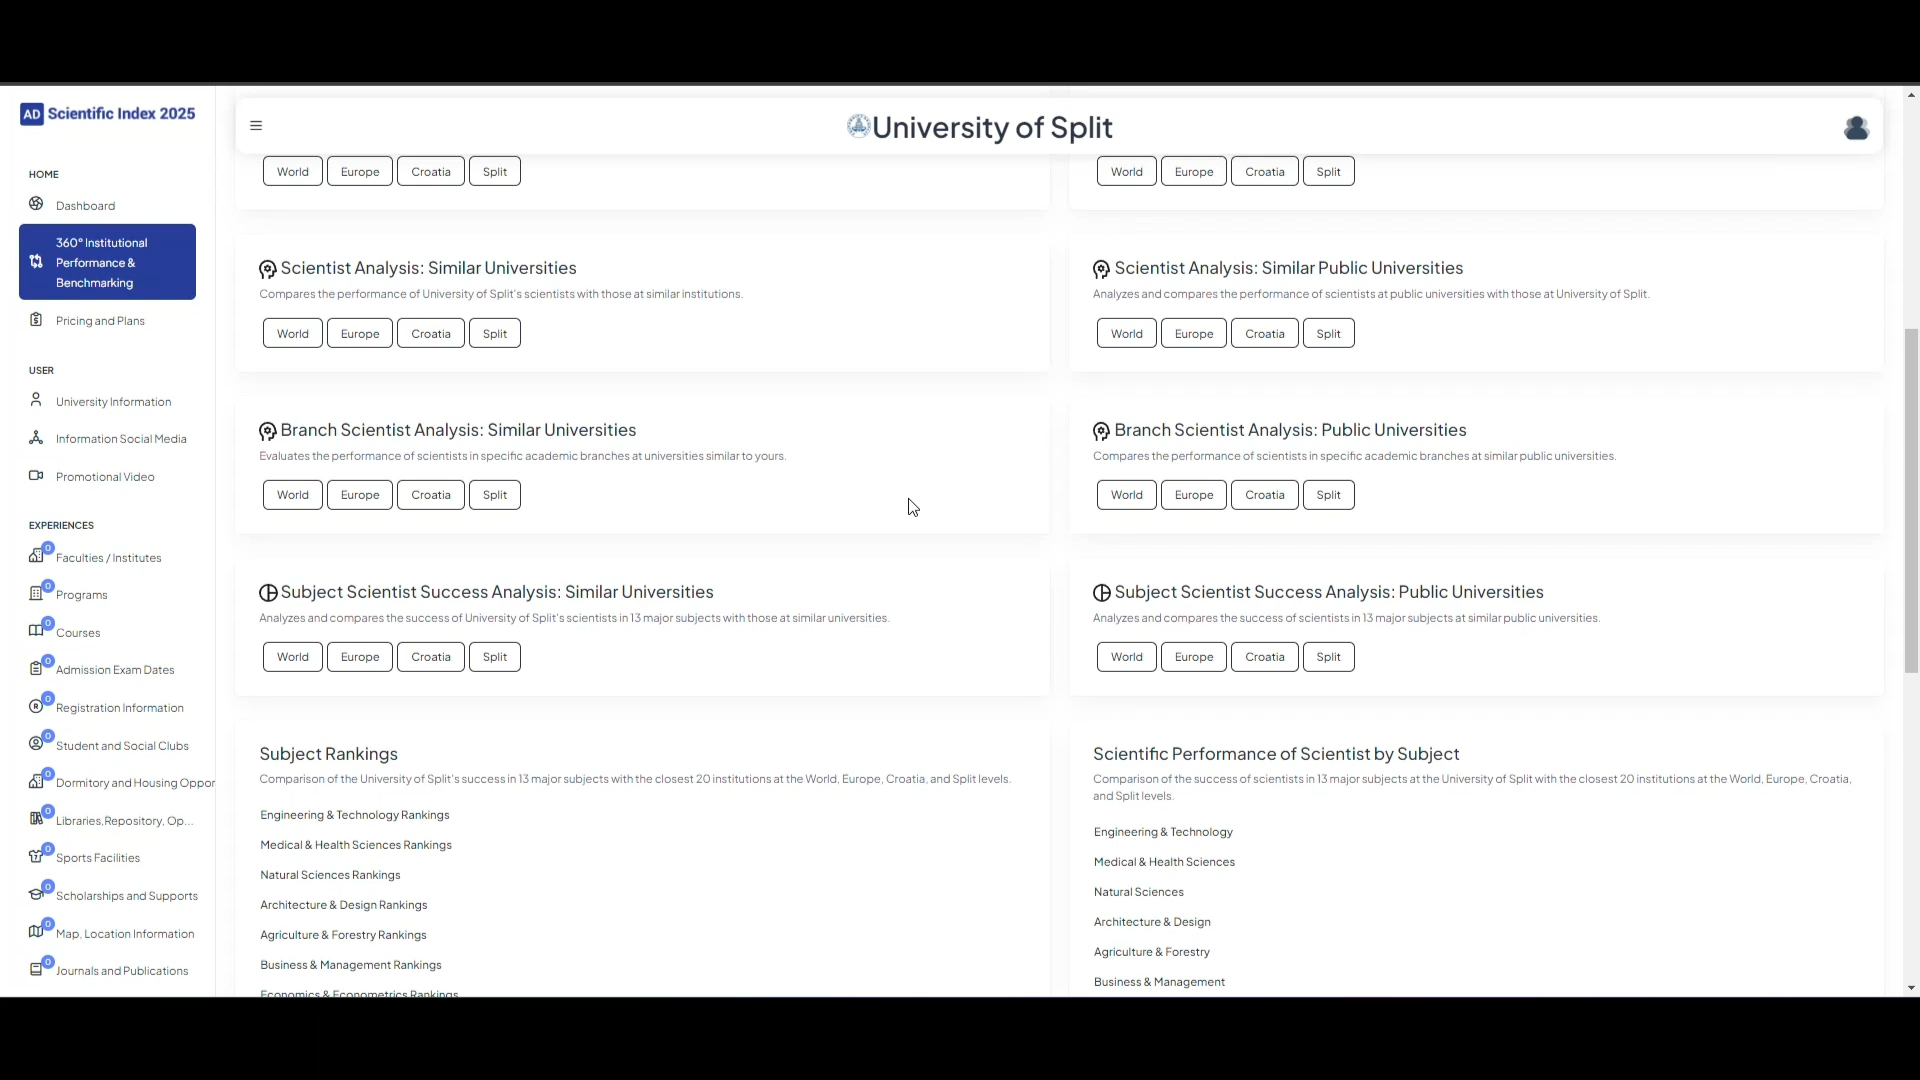 AD Scientific Index 2025
HOME
Dashboard
360° Institutional
Performance &
Benchmarking
Pricing and Plans
USER
University Information
Information Social Media
Promotional Video
EXPERIENCES
0
Faculties / Institutes
0
Programs
0
Courses
0
Admission Exam Dates
0
Registration Information
0
Student and Social Clubs
0
Dormitory and Housing Oppor
0
Libraries,Repository, Op...
0
Sports Facilities
0
Scholarships and Supports
0
Map, Location Information
0
Journals and Publications
University of Split
World Europe Croatia Split
World Europe Croatia Split
Scientist Analysis: Similar Universities
Compares the performance of University of Split's scientists with those at similar institutions.
World Europe Croatia Split
Scientist Analysis: Similar Public Universities
Analyzes and compares the performance of scientists at public universities with those at University of Split.
World Europe Croatia Split
Branch Scientist Analysis: Similar Universities
Evaluates the performance of scientists in specific academic branches at universities similar to yours.
World Europe Croatia Split
Branch Scientist Analysis: Public Universities
Compares the performance of scientists in specific academic branches at similar public universities.
World Europe Croatia Split
Subject Scientist Success Analysis: Similar Universities
Analyzes and compares the success of University of Split's scientists in 13 major subjects with those at similar universities.
World Europe Croatia Split
Subject Scientist Success Analysis: Public Universities
Analyzes and compares the success of scientists in 13 major subjects at similar public universities.
World Europe Croatia Split
Subject Rankings
Comparison of the University of Split's success in 13 major subjects with the closest 20 institutions at the World, Europe, Croatia, and Split levels.
Engineering & Technology Rankings
Medical & Health Sciences Rankings
Natural Sciences Rankings
Architecture & Design Rankings
Agriculture & Forestry Rankings
Business & Management Rankings
Economics & Econometrics Rankings
Scientific Performance of Scientist by Subject
Comparison of the success of scientists in 13 major subjects at the University of Split with the closest 20 institutions at the World, Europe, Croatia,
and Split levels.
Engineering & Technology
Medical & Health Sciences
Natural Sciences
Architecture & Design
Agriculture & Forestry
Business & Management